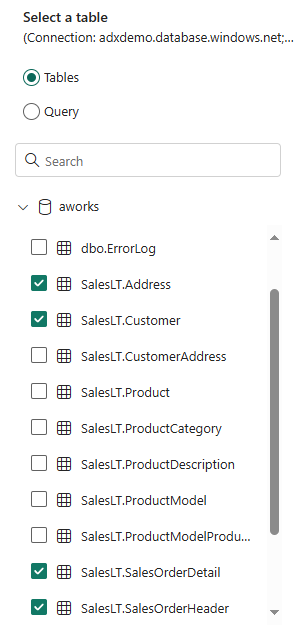 Select a table
(Connection: adxdemo.database.windows.net;...
Tables
Query
Search
aworks
dbo.ErrorLog
SalesLT.Address
SalesLT.Customer
SalesLT.CustomerAddress
SalesLT.Product
SalesLT.ProductCategory
SalesLT.ProductDescription
SalesLT.ProductModel
SalesLT.ProductModelProdu...
SalesLT.SalesOrderDetail
SalesLT.SalesOrderHeader